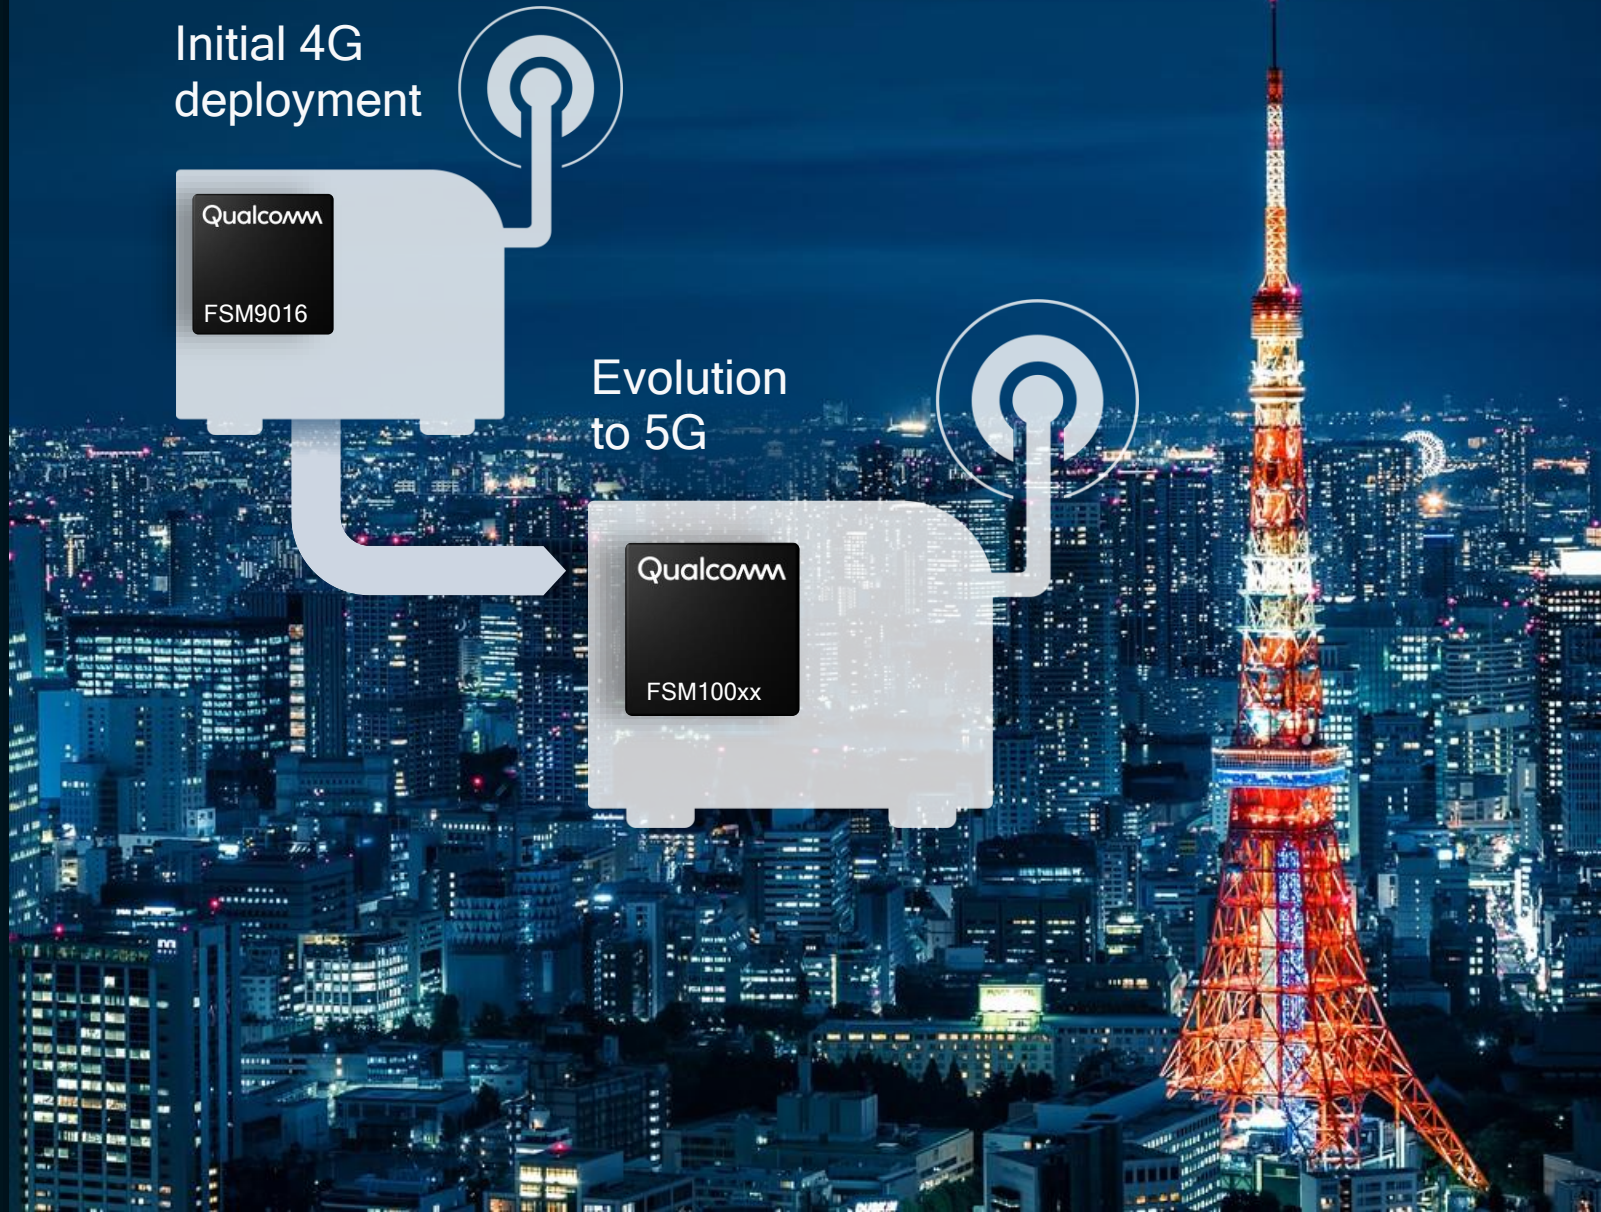 Initial 4G
deployment
Qualcomm
FSM9016
Evolution
to 5G
Qualcomm
FSM100xx